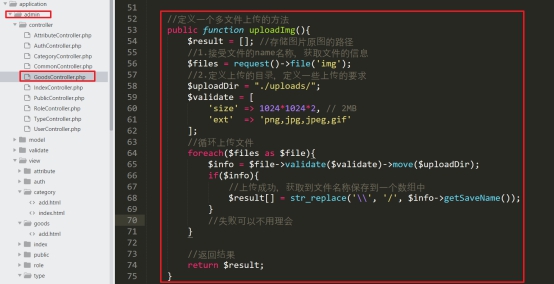 application
admin
controller
AttributeController.php
AuthController.php
CategoryController.php
CommonController.php
GoodsController.php
IndexController.php
PublicController.php
RoleController.php
TypeController.php
UserController.php
model
validate
view
attribute
auth
category
add.html
index.html
goods
add.html
index
public
role
type
51
52 //定义一个多文件上传的方法
53 public function uploadImg(){
54 $result = []; //存储图片原图的路径
55 //1.接受文件的name名称，获取文件的信息
56 $files = request()->file('img');
57 //2.定义上传的目录，定义一些上传的要求
58 $uploadDir = "./uploads/";
59 $validate = [
60 'size' => 1024*1024*2, // 2MB
61 'ext' => 'png,jpg,jpeg,gif'
62 ];
63 //循环上传文件
64 foreach($files as $file){
65 $info = $file->validate($validate)->move($uploadDir);
66 if($info){
67 //上传成功，获取到文件名称保存到一个数组中
68 $result[] = str_replace('\\', '/', $info->getSaveName());
69 }
70 //失败可以不用理会
71 }
72
73 //返回结果
74 return $result;
75 }